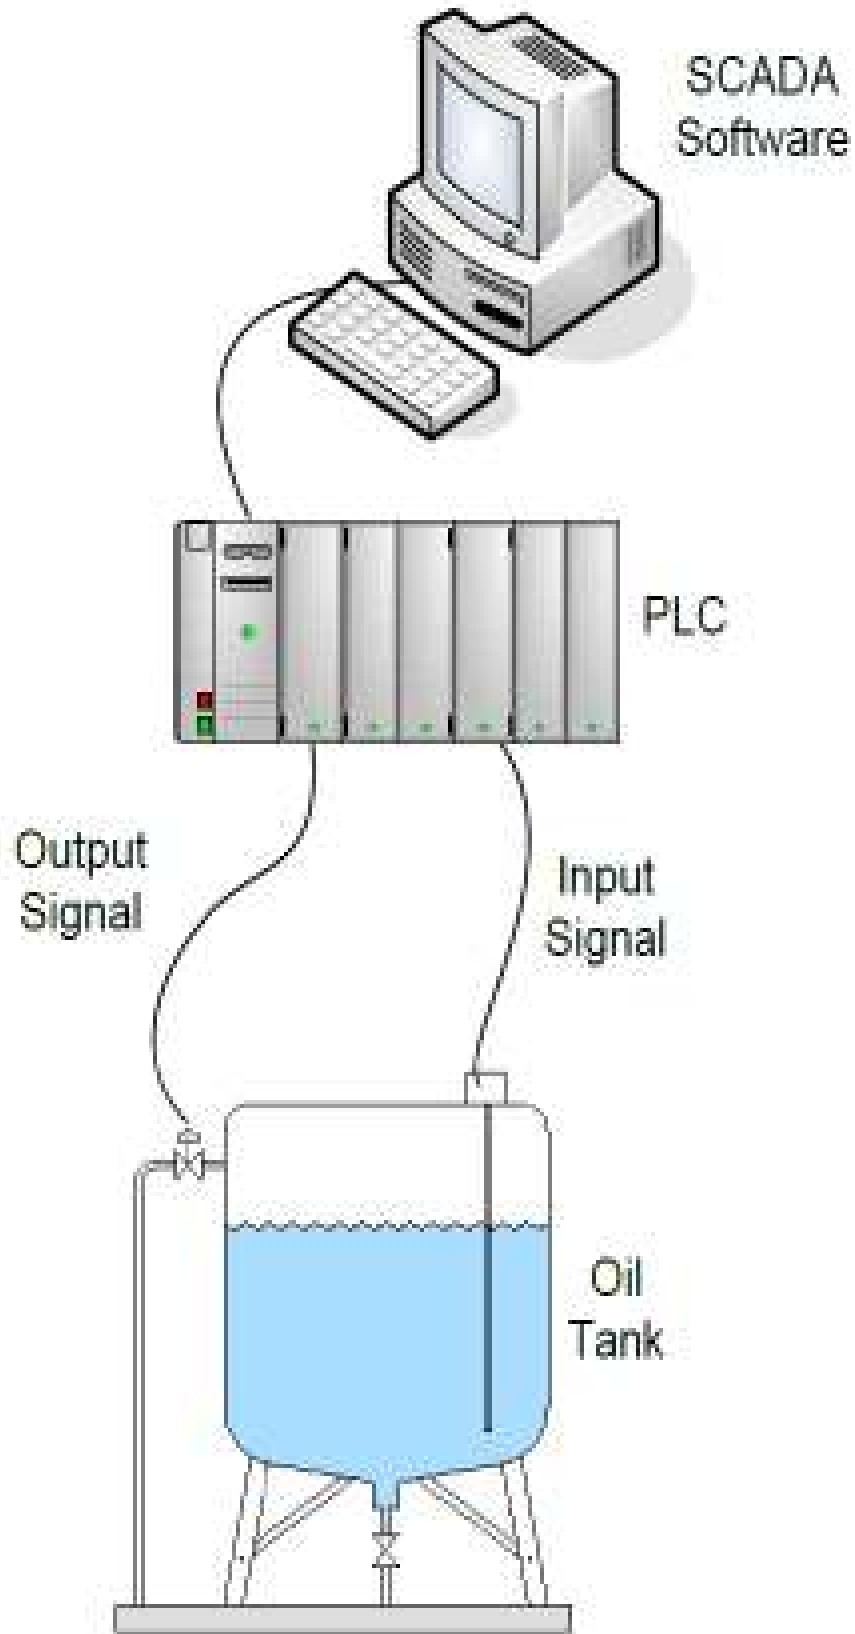 SCADA
Software
PLC
Output
Signal
Input
Signal
Oil
Tank